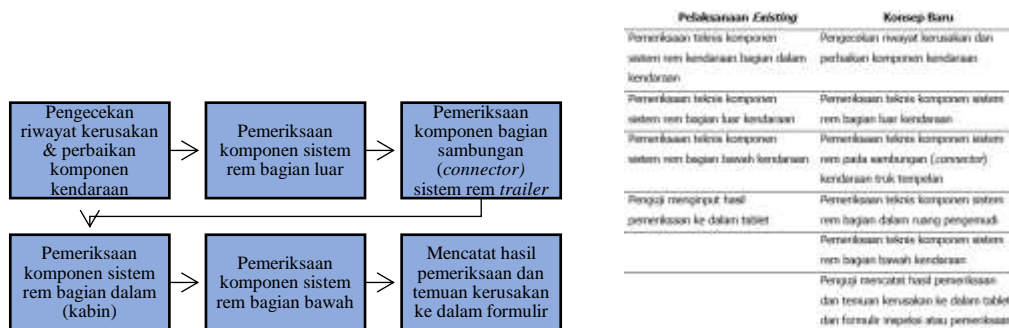 Pengecekan
riwayat kerusakan
& perbaikan
komponen
kendaraan
Pemeriksaan
komponen sistem
rem bagian luar
Pemeriksaan
komponen bagian
sambungan
(connector)
sistem rem trailer
Pemeriksaan
komponen sistem
rem bagian dalam
(kabin)
Pemeriksaan
komponen sistem
rem bagian bawah
Mencatat hasil
pemeriksaan dan
temuan kerusakan
ke dalam formulir
Pelaksanaan Existing
Konsep Baru
Pemeriksaan teknis komponen
sistem rem kendaraan bagian dalam
kendaraan
Pengecekan riwayat kerusakan dan
perbaikan komponen kendaraan
Pemeriksaan teknis komponen
sistem rem bagian luar kendaraan
Pemeriksaan teknis komponen sistem
rem bagian luar kendaraan
Pemeriksaan teknis komponen
sistem rem bagian bawah kendaraan
Pemeriksaan teknis komponen sistem
rem pada sambungan (connector)
kendaraan truk tempelan
Penguji menginput hasil
pemeriksaan ke dalam tablet
Pemeriksaan teknis komponen sistem
rem bagian dalam ruang pengemudi
Pemeriksaan teknis komponen sistem
rem bagian bawah kendaraan
Penguji mencatat hasil pemeriksaan
dan temuan kerusakan ke dalam tablet
dan formulir inspeksi atau pemeriksaan